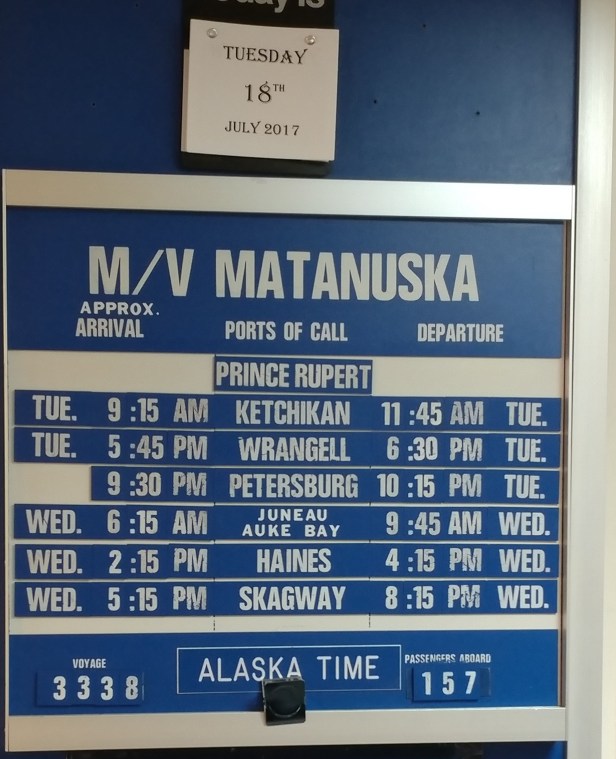 TUESDAY
18TH
JULY 2017
M/V MATANUSKA
APPROX.
ARRIVAL PORTS OF CALL DEPARTURE
PRINCE RUPERT
TUE. 9:15 AM KETCHIKAN 11:45 AM TUE.
TUE. 5:45 PM WRANGELL 6:30 PM TUE.
9:30 PM PETERSBURG 10:15 PM TUE.
WED. 6:15 AM JUNEAU AUKE BAY 9:45 AM WED.
WED. 2:15 PM HAINES 4:15 PM WED.
WED. 5:15 PM SKAGWAY 8:15 PM WED.
VOYAGE ALASKA TIME PASSENGERS ABOARD
3338 157